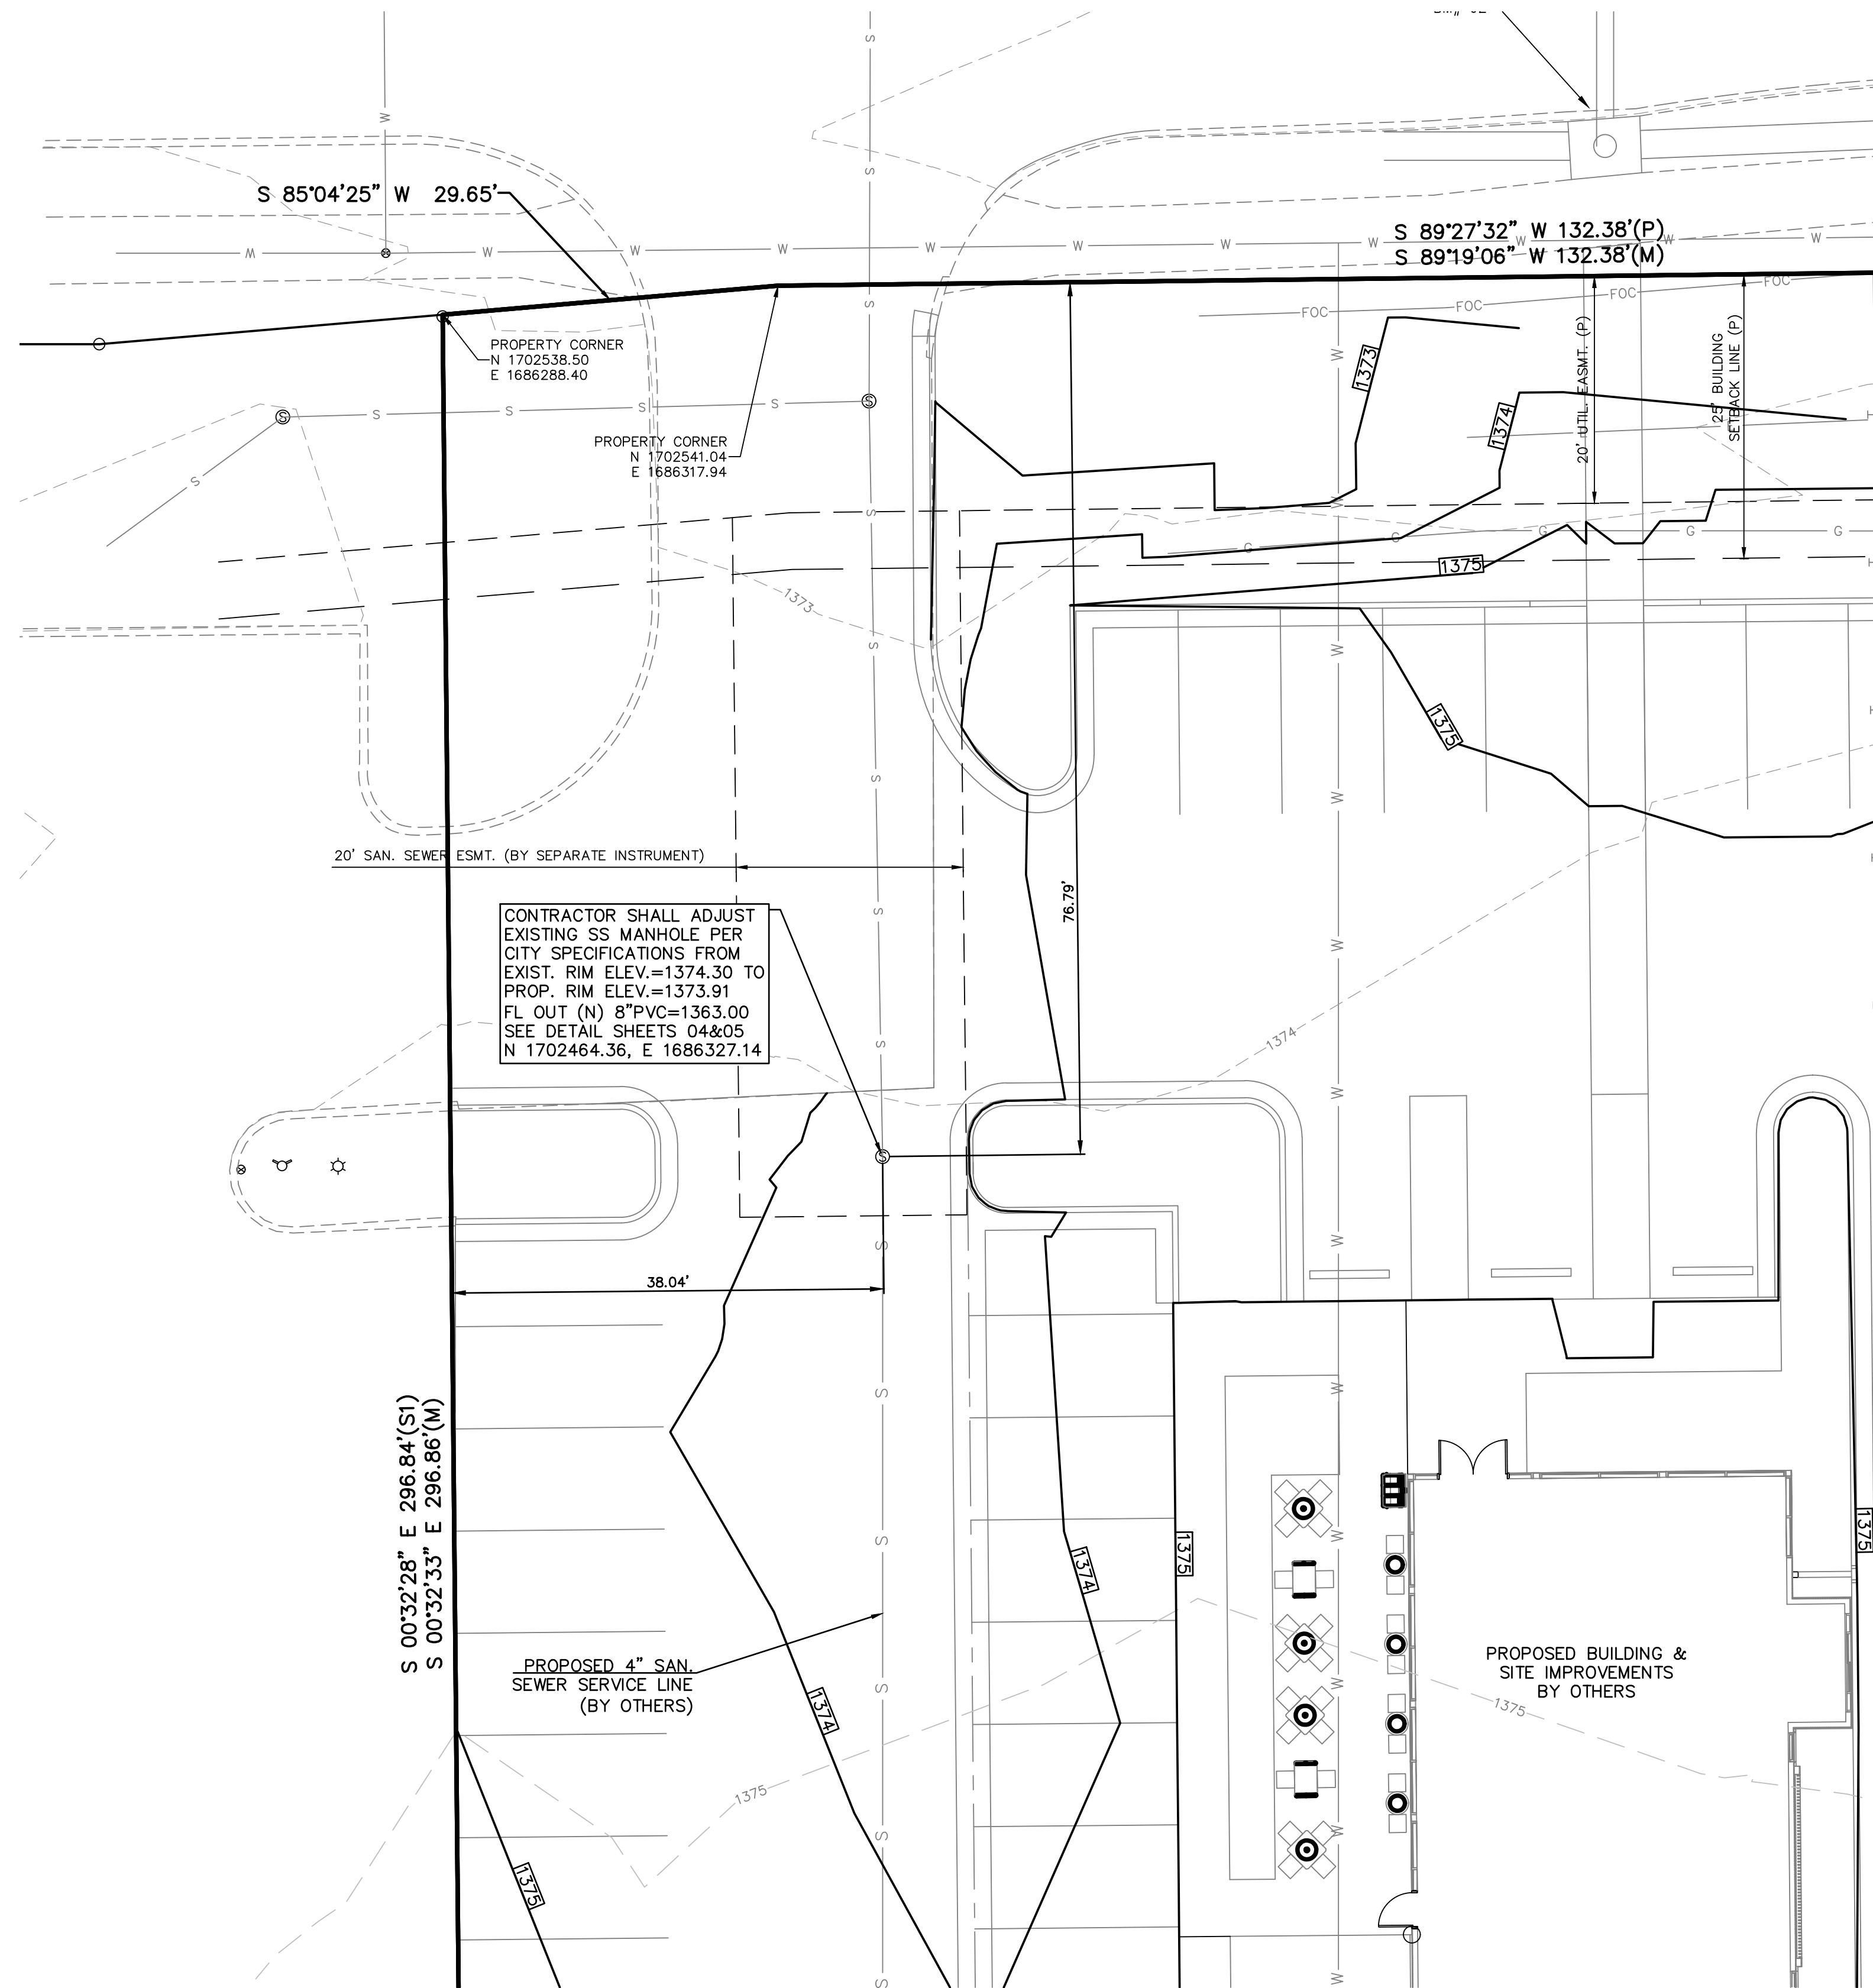 S 85°04'25" W 29.65'
S 89°27'32" W 132.38'(P)
S 89°19'06" W 132.38'(M)
PROPERTY CORNER
N 1702538.50
E 1686288.40
PROPERTY CORNER
N 1702541.04
E 1686317.94
FOC
FOC
FOC
FOC
20' UTIL. EASMT. (P)
25' BUILDING
SETBACK LINE (P)
1373
1374
1375
1373
1375
G
G
G
G
G
20' SAN. SEWER ESMT. (BY SEPARATE INSTRUMENT)
76.79'
CONTRACTOR SHALL ADJUST
EXISTING SS MANHOLE PER
CITY SPECIFICATIONS FROM
EXIST. RIM ELEV.=1374.30 TO
PROP. RIM ELEV.=1373.91
FL OUT (N) 8"PVC=1363.00
SEE DETAIL SHEETS 04&05
N 1702464.36, E 1686327.14
1374
38.04'
S 00°32'28" E 296.84'(S1)
S 00°32'33" E 296.86'(M)
1375
1374
1375
PROPOSED 4" SAN.
SEWER SERVICE LINE
(BY OTHERS)
1374
PROPOSED BUILDING &
SITE IMPROVEMENTS
BY OTHERS
1375
1375
1375